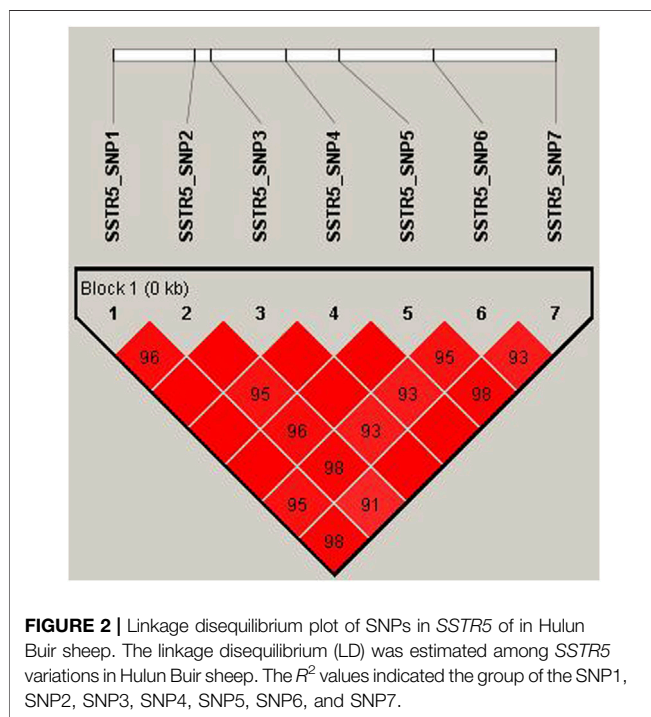 SSTR5_SNP1
SSTR5_SNP2
SSTR5_SNP3
SSTR5_SNP4
SSTR5_SNP5
SSTR5_SNP6
SSTR5_SNP7
Block 1 (0 kb)
1 2 3 4 5 6 7
96 95 93
95 93 98
96 93
98
95 91
98
FIGURE 2 | Linkage disequilibrium plot of SNPs in SSTR5 of in Hulun
Buir sheep. The linkage disequilibrium (LD) was estimated among SSTR5
variations in Hulun Buir sheep. The R² values indicated the group of the SNP1,
SNP2, SNP3, SNP4, SNP5, SNP6, and SNP7.